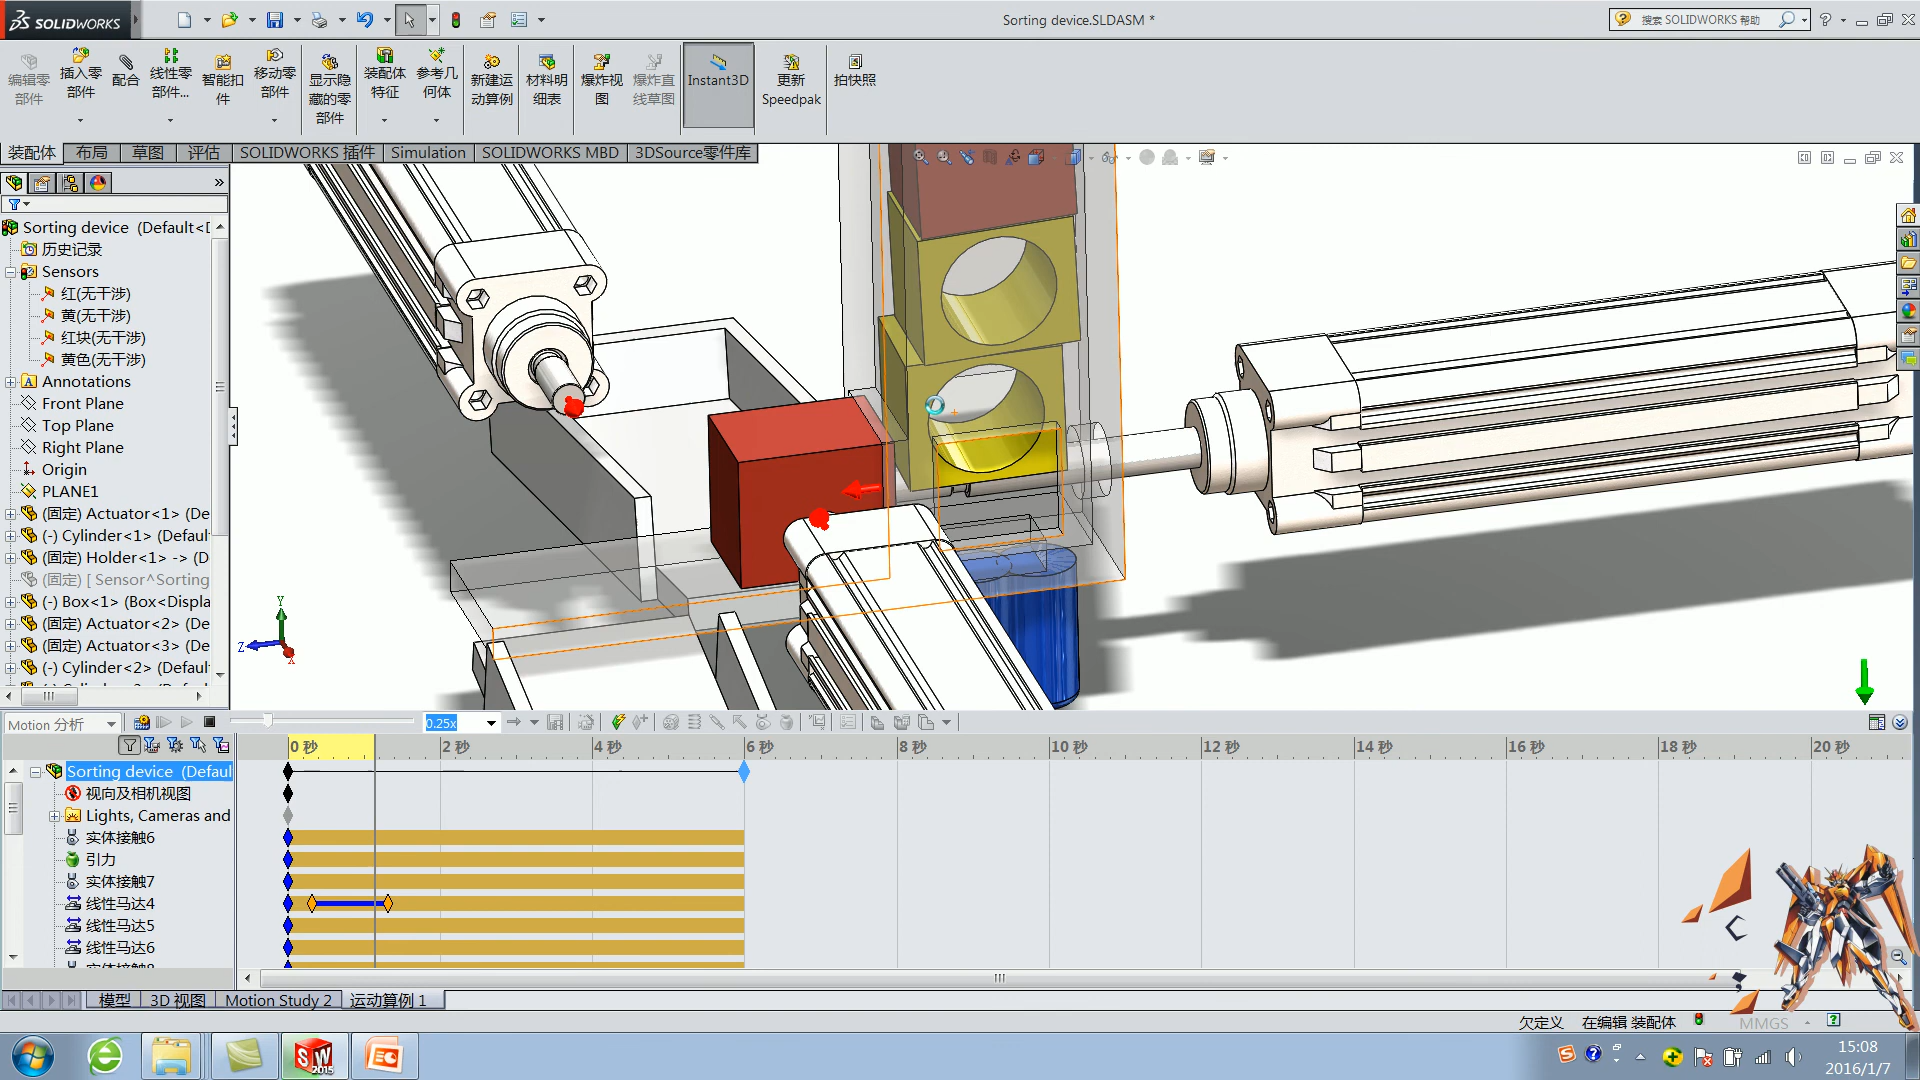 SOLIDWORKS
Sorting device.SLDASM *
搜索 SOLIDWORKS 帮助
编辑零部件
插入零部件
配合
线性零部件...
智能扣件
移动零部件
显示隐藏的零部件
装配体特征
参考几何体
新建运动算例
材料明细表
爆炸视图
爆炸直线草图
Instant3D
更新 Speedpak
拍快照
装配体 布局 草图 评估 SOLIDWORKS 插件 Simulation SOLIDWORKS MBD 3DSource零件库
Sorting device (Default<D
历史记录
Sensors
红(无干涉)
黄(无干涉)
红块(无干涉)
黄色(无干涉)
Annotations
Front Plane
Top Plane
Right Plane
Origin
PLANE1
(固定) Actuator<1> (De
(-) Cylinder<1> (Default
(固定) Holder<1> -> (D
(固定) [ Sensor^Sorting
(-) Box<1> (Box<Displa
(固定) Actuator<2> (De
(固定) Actuator<3> (De
(-) Cylinder<2> (Default
Y
Z
X
Motion 分析
0.25x
0 秒 2 秒 4 秒 6 秒 8 秒 10 秒 12 秒 14 秒 16 秒 18 秒 20 秒
Sorting device (Defaul
视向及相机视图
Lights, Cameras and
实体接触6
引力
实体接触7
线性马达4
线性马达5
线性马达6
模型 3D 视图 Motion Study 2 运动算例 1
欠定义 在编辑 装配体 MMGS
SW 2015
15:08
2016/1/7